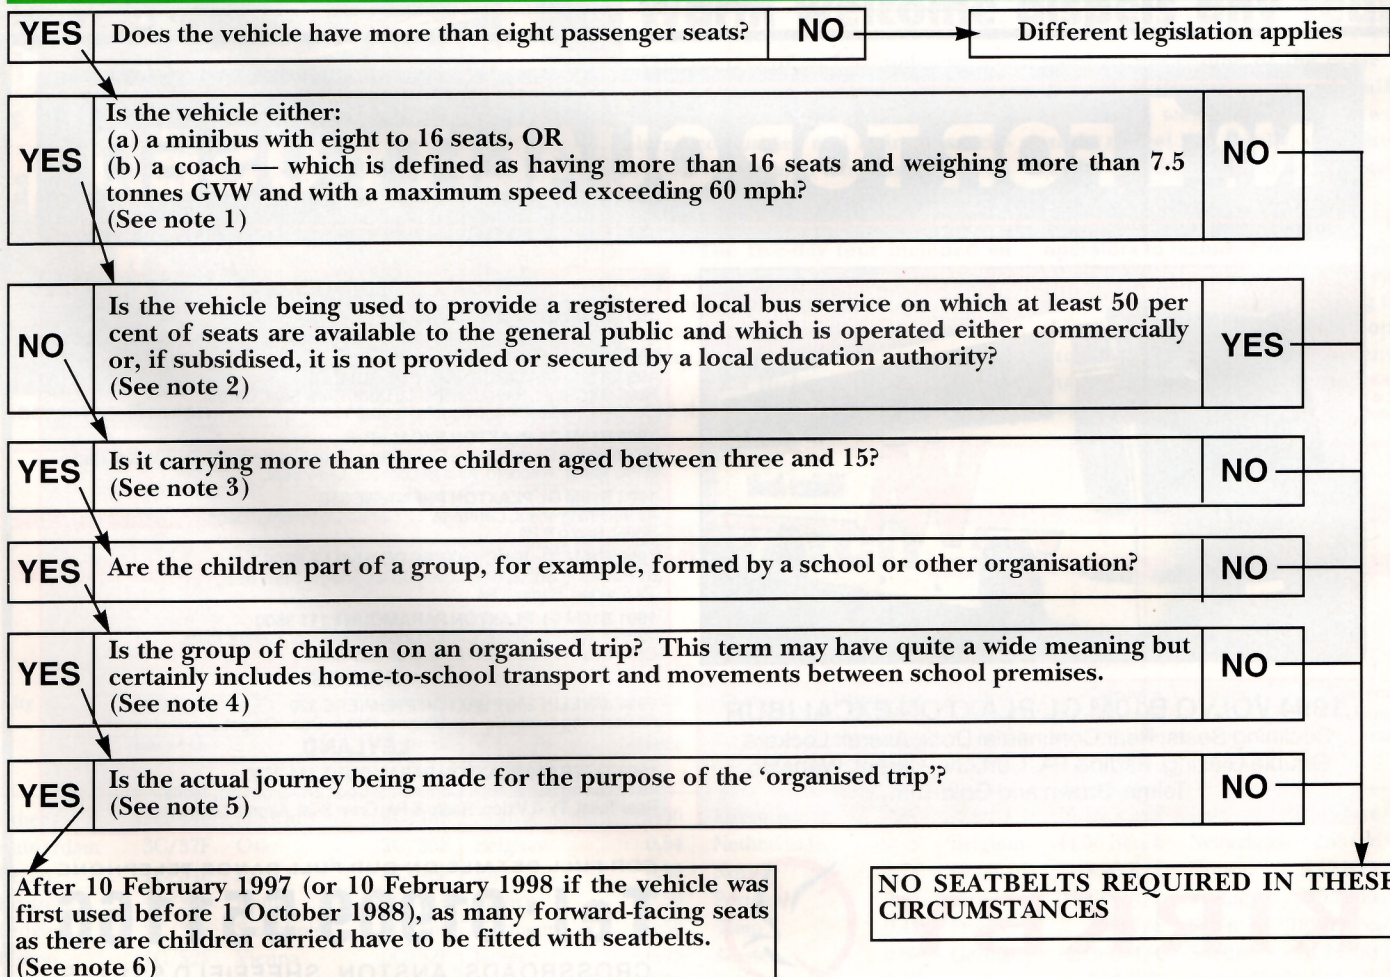 YES Does the vehicle have more than eight passenger seats? NO Different legislation applies
Is the vehicle either:
(a) a minibus with eight to 16 seats, OR
YES (b) a coach — which is defined as having more than 16 seats and weighing more than 7.5 NO
tonnes GVW and with a maximum speed exceeding 60 mph?
(See note 1)
Is the vehicle being used to provide a registered local bus service on which at least 50 per
cent of seats are available to the general public and which is operated either commercially
NO or, if subsidised, it is not provided or secured by a local education authority? YES
(See note 2)
YES Is it carrying more than three children aged between three and 15? NO
(See note 3)
YES Are the children part of a group, for example, formed by a school or other organisation? NO
Is the group of children on an organised trip? This term may have quite a wide meaning but
YES certainly includes home-to-school transport and movements between school premises. NO
(See note 4)
YES Is the actual journey being made for the purpose of the ‘organised trip’? NO
(See note 5)
After 10 February 1997 (or 10 February 1998 if the vehicle was
first used before 1 October 1988), as many forward-facing seats
as there are children carried have to be fitted with seatbelts.
(See note 6)
NO SEATBELTS REQUIRED IN THESE
CIRCUMSTANCES